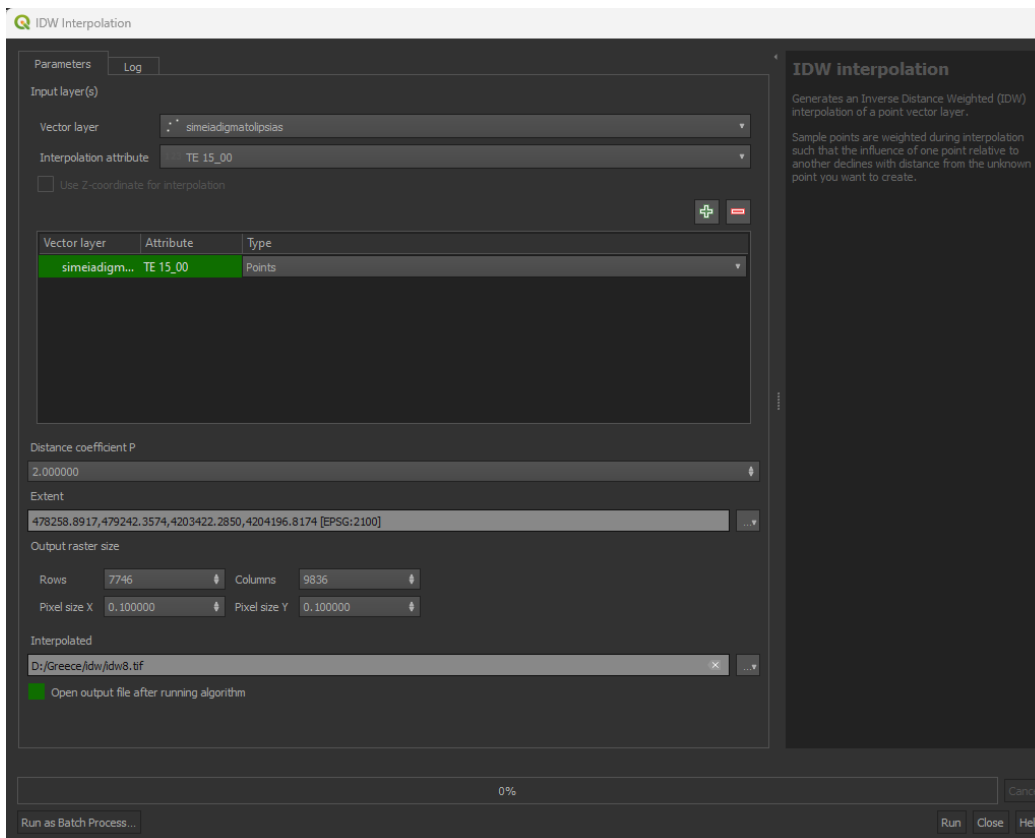 IDW Interpolation
Parameters Log
Input layer(s)
Vector layer simeiadigmatolipsias
Interpolation attribute TE 15_00
Use Z-coordinate for interpolation
Vector layer Attribute Type
simeiadigm... TE 15_00 Points
Distance coefficient P
2.000000
Extent
478258.8917,479242.3574,4203422.2850,4204196.8174 [EPSG:2100]
...
Output raster size
Rows 7746 Columns 9836
Pixel size X 0.100000 Pixel size Y 0.100000
Interpolated
D:/Greece/idw/idw8.tif
...
Open output file after running algorithm
IDW interpolation
Generates an Inverse Distance Weighted (IDW)
interpolation of a point vector layer.
Sample points are weighted during interpolation
such that the influence of one point relative to
another declines with distance from the unknown
point you want to create.
0%
Canc
Run as Batch Process... Run Close Hel